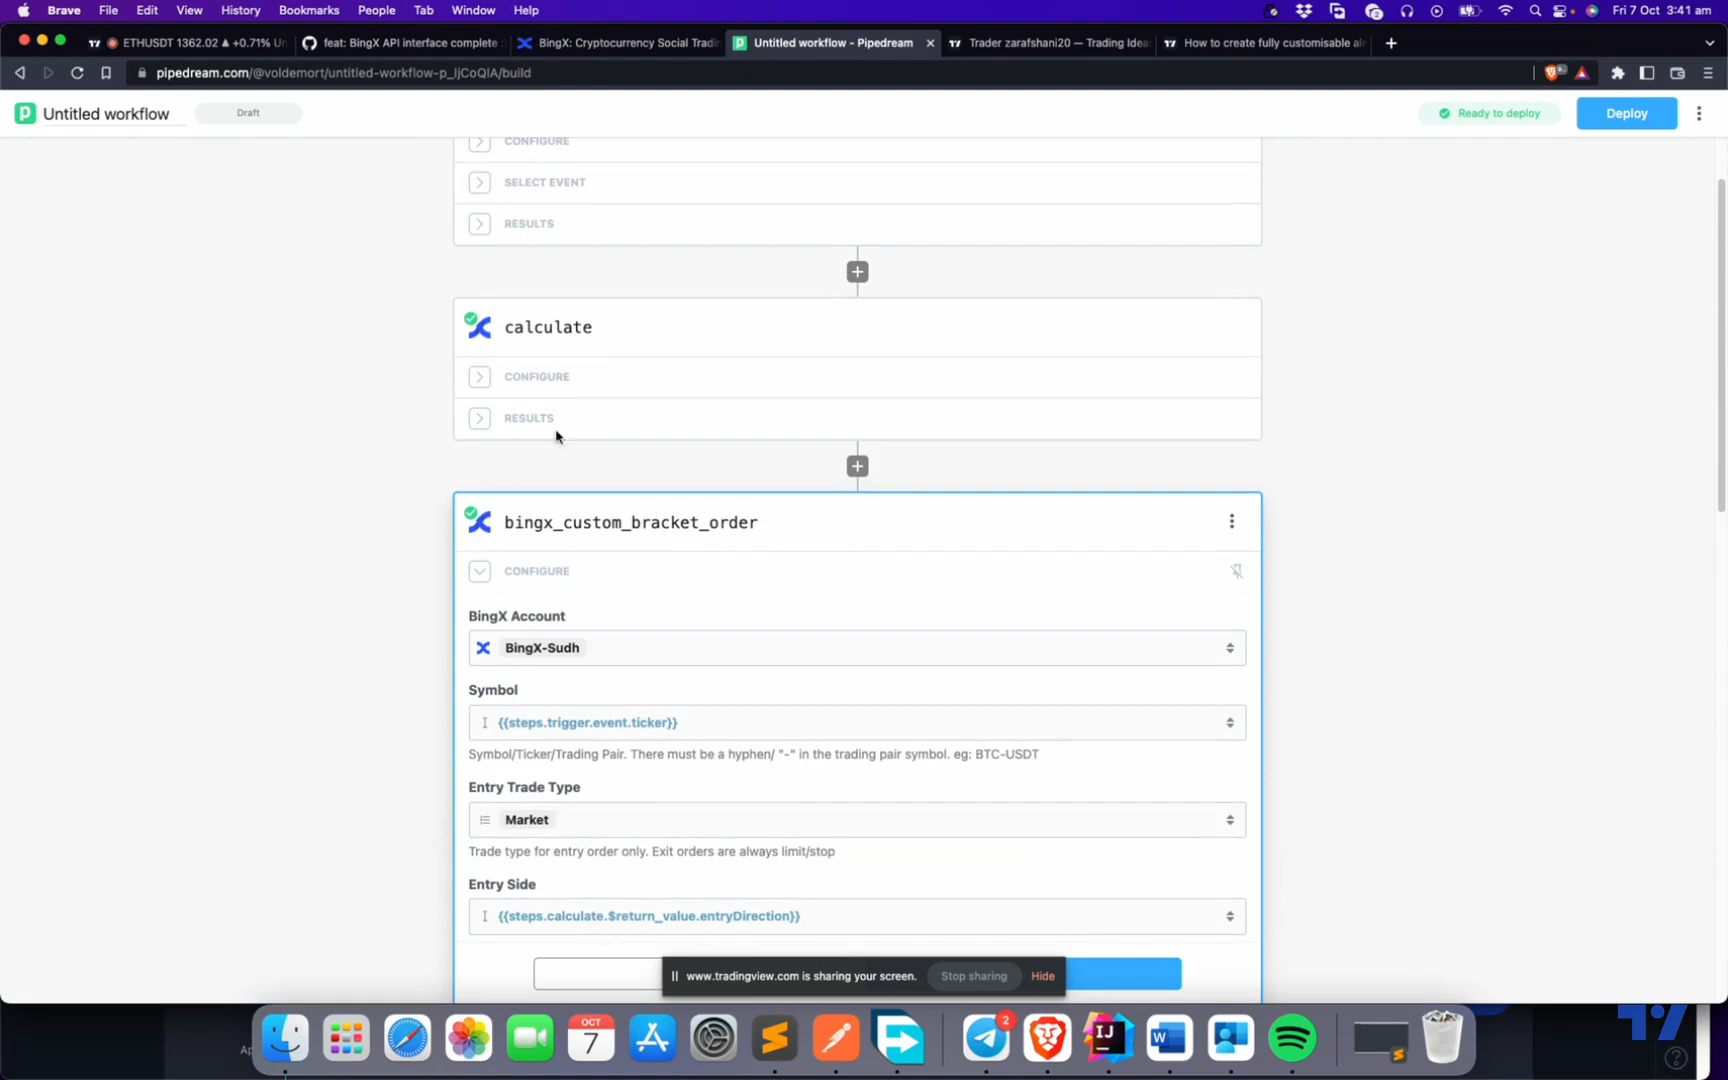 Brave File Edit View History Bookmarks People Tab Window Help Fri 7 Oct 3:41 am
ETHUSDT 1362.02 ▲ +0.71% Un
feat: BingX API interface complete
BingX: Cryptocurrency Social Tradin
Untitled workflow - Pipedream
Trader zarafshani20 — Trading Idea
How to create fully customisable al
pipedream.com/@voldemort/untitled-workflow-p_ljCoQlA/build
Untitled workflow
Draft
Ready to deploy
Deploy
CONFIGURE
SELECT EVENT
RESULTS
calculate
CONFIGURE
RESULTS
bingx_custom_bracket_order
CONFIGURE
BingX Account
BingX-Sudh
Symbol
{{steps.trigger.event.ticker}}
Symbol/Ticker/Trading Pair. There must be a hyphen/ "-" in the trading pair symbol. eg: BTC-USDT
Entry Trade Type
Market
Trade type for entry order only. Exit orders are always limit/stop
Entry Side
{{steps.calculate.$return_value.entryDirection}}
www.tradingview.com is sharing your screen. Stop sharing Hide
OCT
7
2
IJ
W